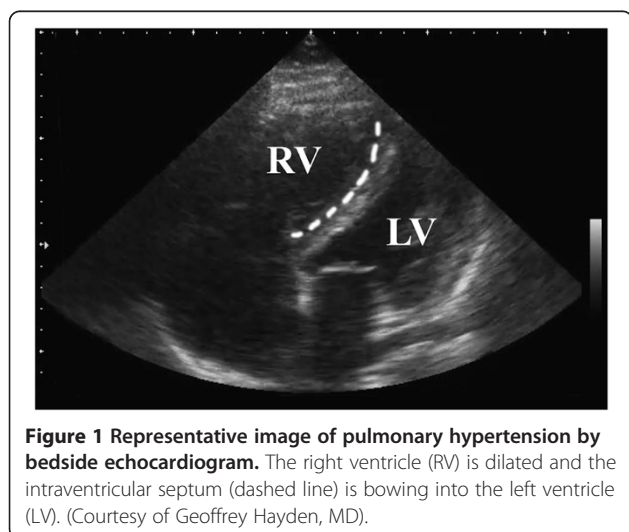 RV
LV
Figure 1 Representative image of pulmonary hypertension by
bedside echocardiogram. The right ventricle (RV) is dilated and the
intraventricular septum (dashed line) is bowing into the left ventricle
(LV). (Courtesy of Geoffrey Hayden, MD).